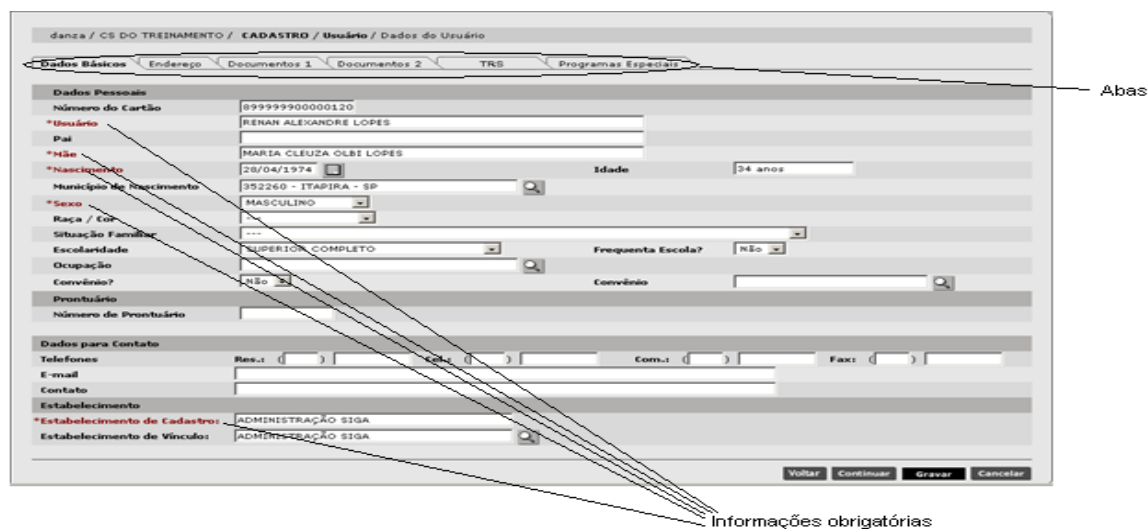 danza / CS DO TREINAMENTO / CADASTRO / Usuário / Dados do Usuário
Dados Básicos Endereço Documentos 1 Documentos 2 TRS Programas Especiais
Abas
Dados Pessoais
Número do Cartão 899999900000120
*Usuário RENAN ALEXANDRE LOPES
Pai
*Mãe MARIA CLEUZA OLBI LOPES
*Nascimento 28/04/1974 Idade 34 anos
Município de Nascimento 352260 - ITAPIRA - SP
*Sexo MASCULINO
Raça / Cor ---
Situação Familiar ---
Escolaridade SUPERIOR COMPLETO Frequenta Escola? Não
Ocupação
Convênio? Não Convênio
Prontuário
Número de Prontuário
Dados para Contato
Telefones Res.: ( ) Cel.: ( ) Com.: ( ) Fax: ( )
E-mail
Contato
Estabelecimento
*Estabelecimento de Cadastro: ADMINISTRAÇÃO SIGA
Estabelecimento de Vínculo: ADMINISTRAÇÃO SIGA
Voltar Continuar Gravar Cancelar
Informações obrigatórias